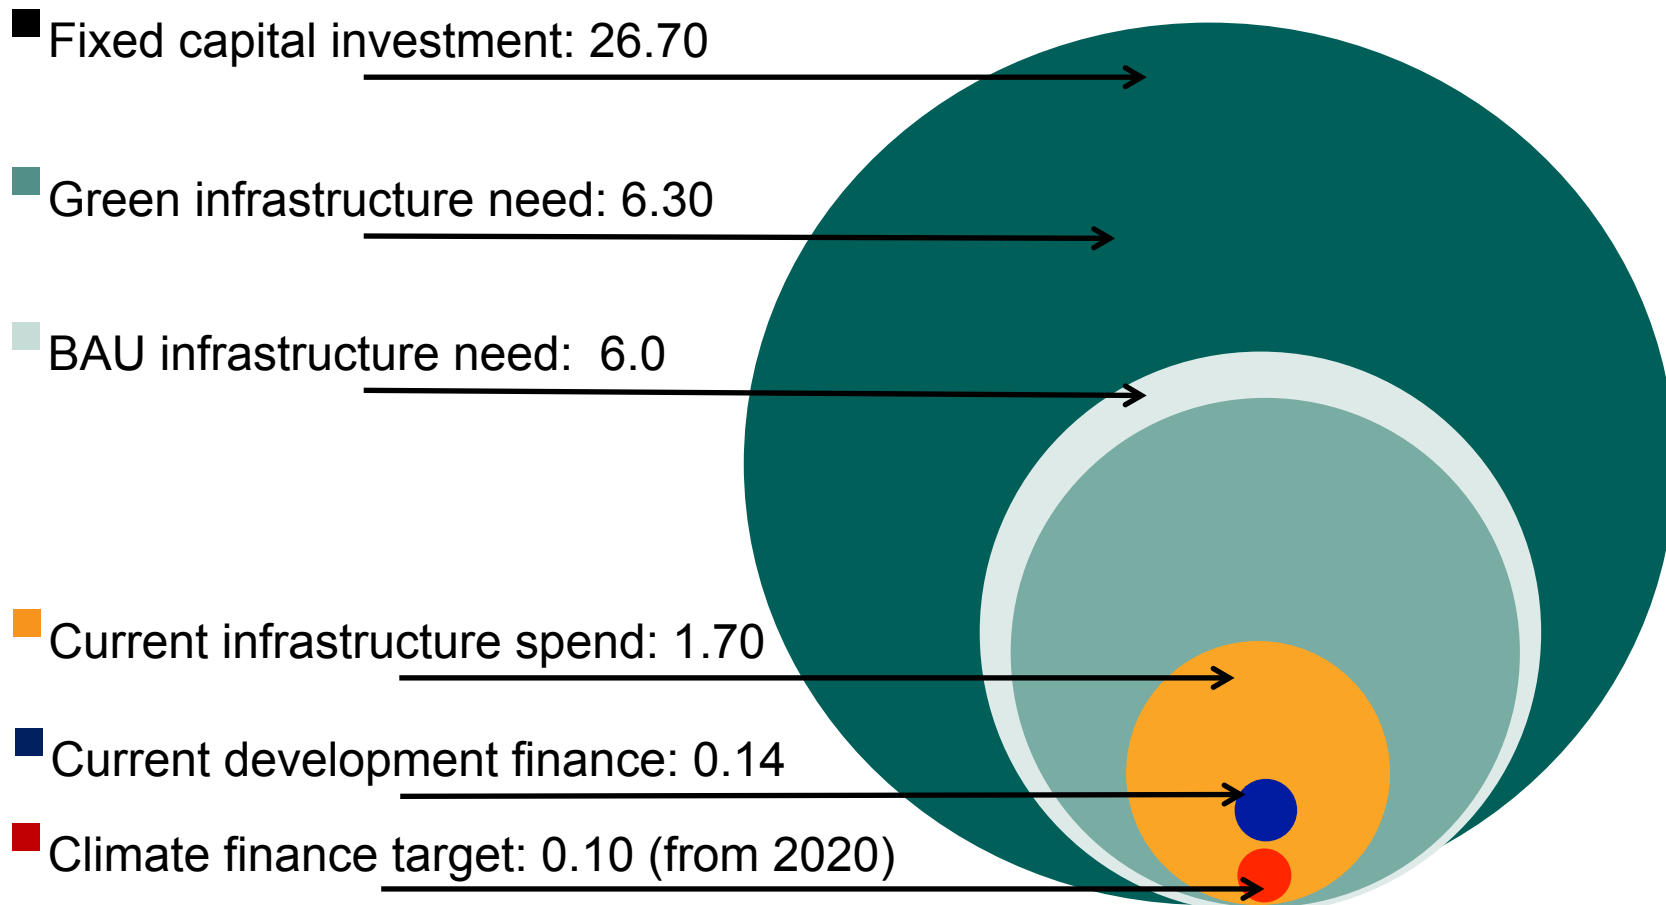 Fixed capital investment: 26.70
Green infrastructure need: 6.30
BAU infrastructure need:  6.0
Current infrastructure spend: 1.70
Current development finance: 0.14
Climate finance target: 0.10 (from 2020)